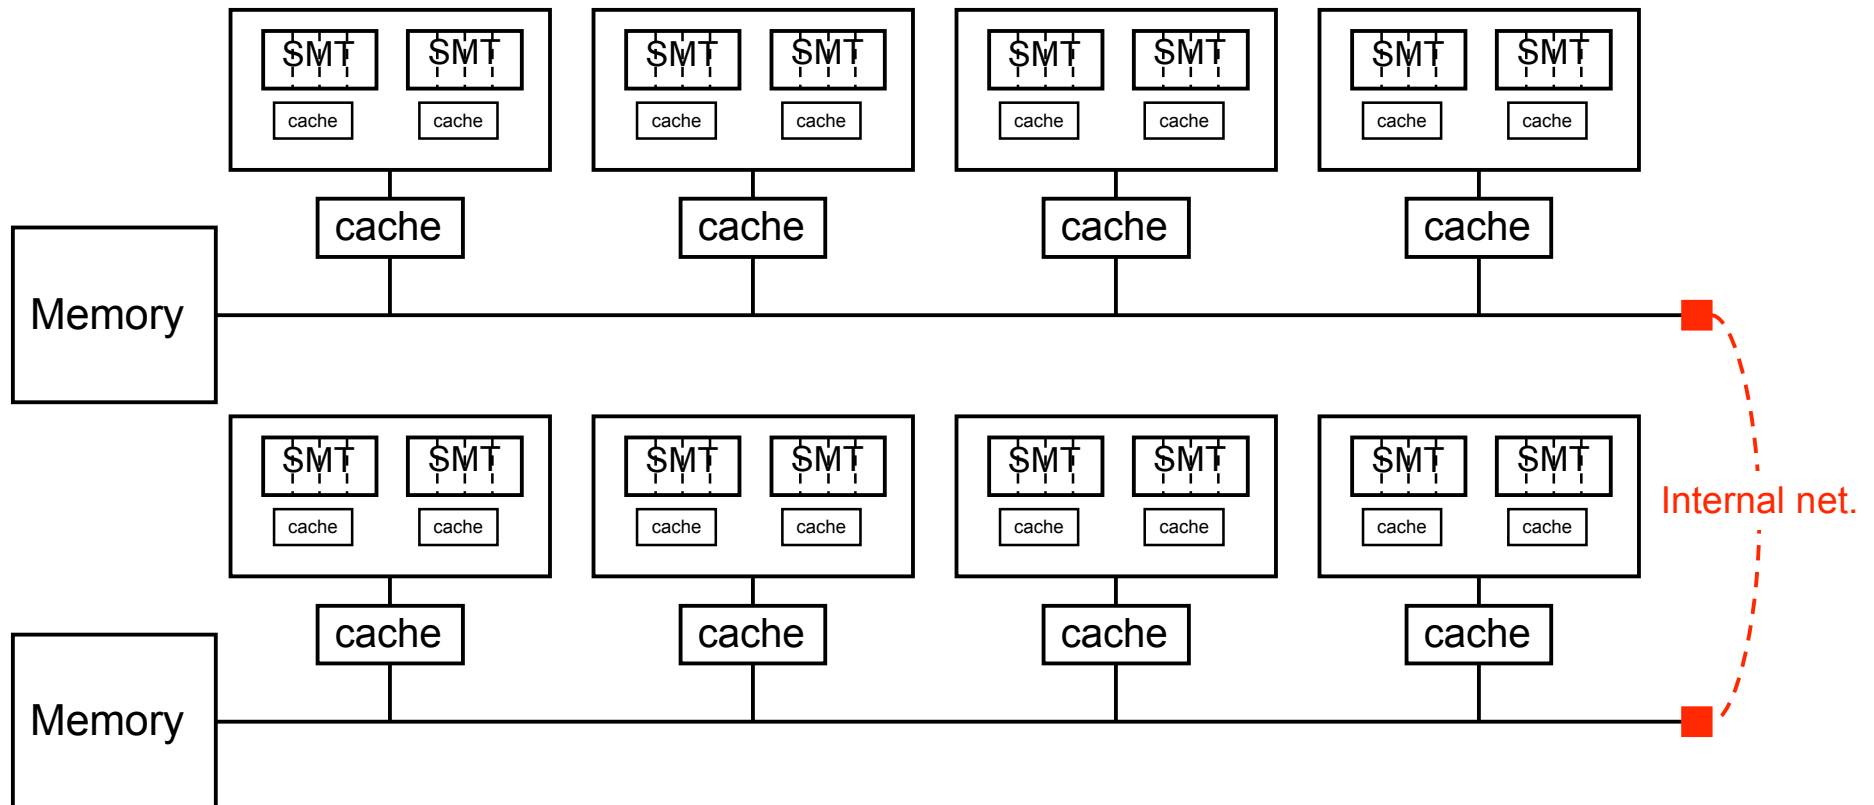 SMT SMT SMT SMT SMT SMT SMT SMT
cache cache cache cache cache cache cache cache
cache cache cache cache
Memory
SMT SMT SMT SMT SMT SMT SMT SMT
Internal net.
cache cache cache cache cache cache cache cache
cache cache cache cache
Memory